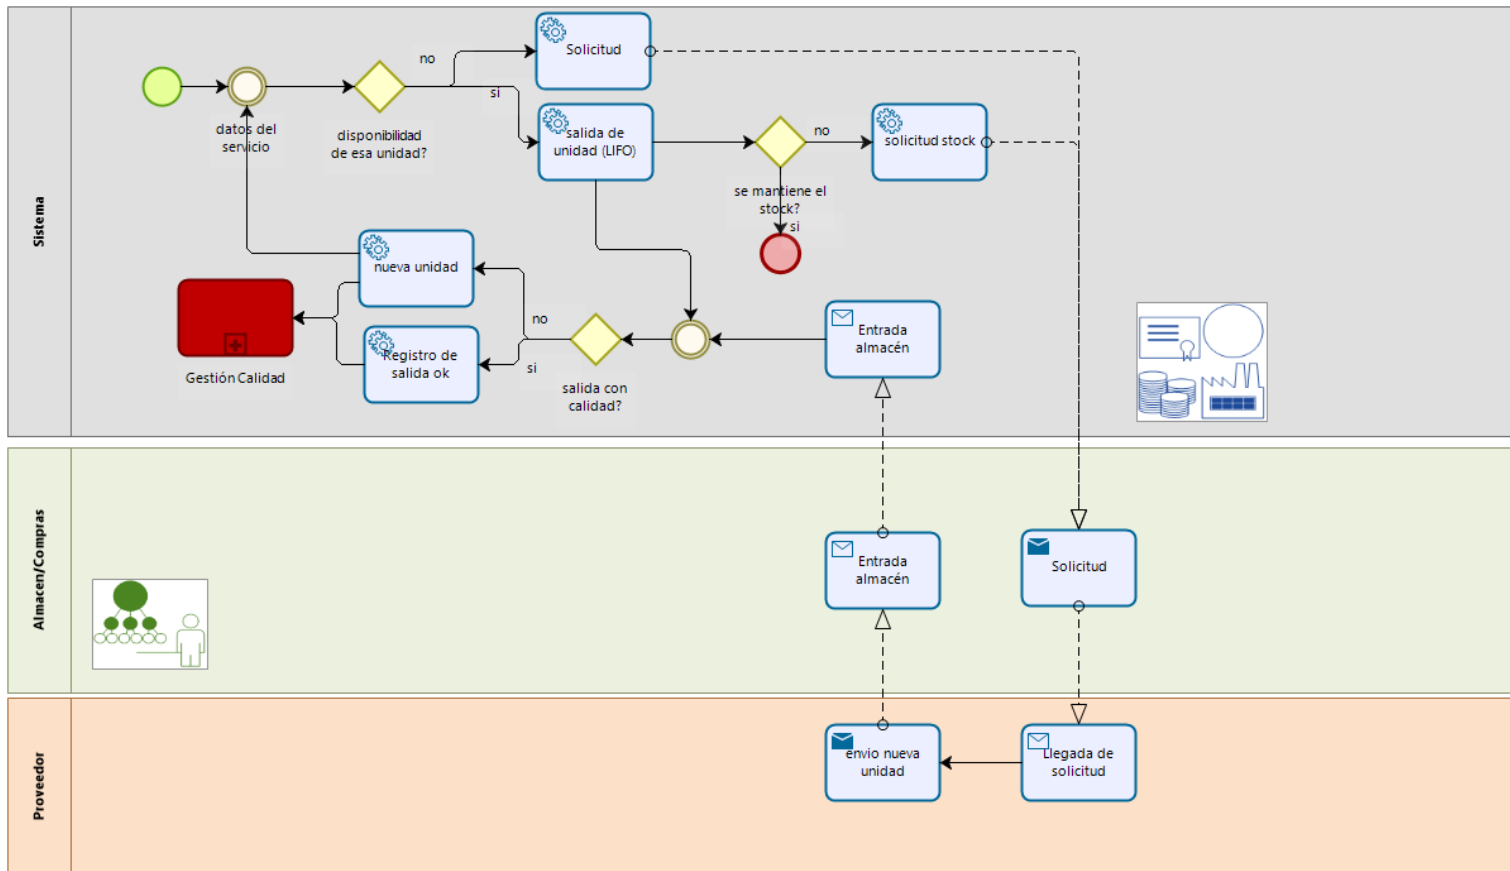 Sistema
no
si
Solicitud
datos del
servicio
disponibilidad
de esa unidad?
salida de
unidad (LIFO)
no
solicitud stock
se mantiene el
stock?
si
nueva unidad
no
si
Registro de
salida ok
Gestión Calidad
salida con
calidad?
Entrada
almacén
Almacen/Compras
Entrada
almacén
Solicitud
Proveedor
envio nueva
unidad
Llegada de
solicitud